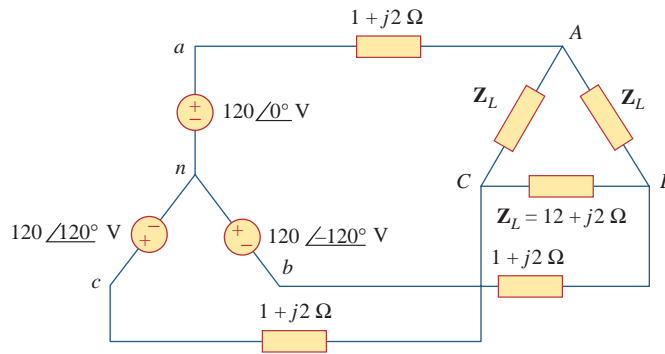 1 + j2 Ω
a
A
Z_L
Z_L
+
−
120 /0° V
n
C
−
+
120 /120° V
+
−
120 /−120° V
Z_L = 12 + j2 Ω
b
1 + j2 Ω
c
1 + j2 Ω